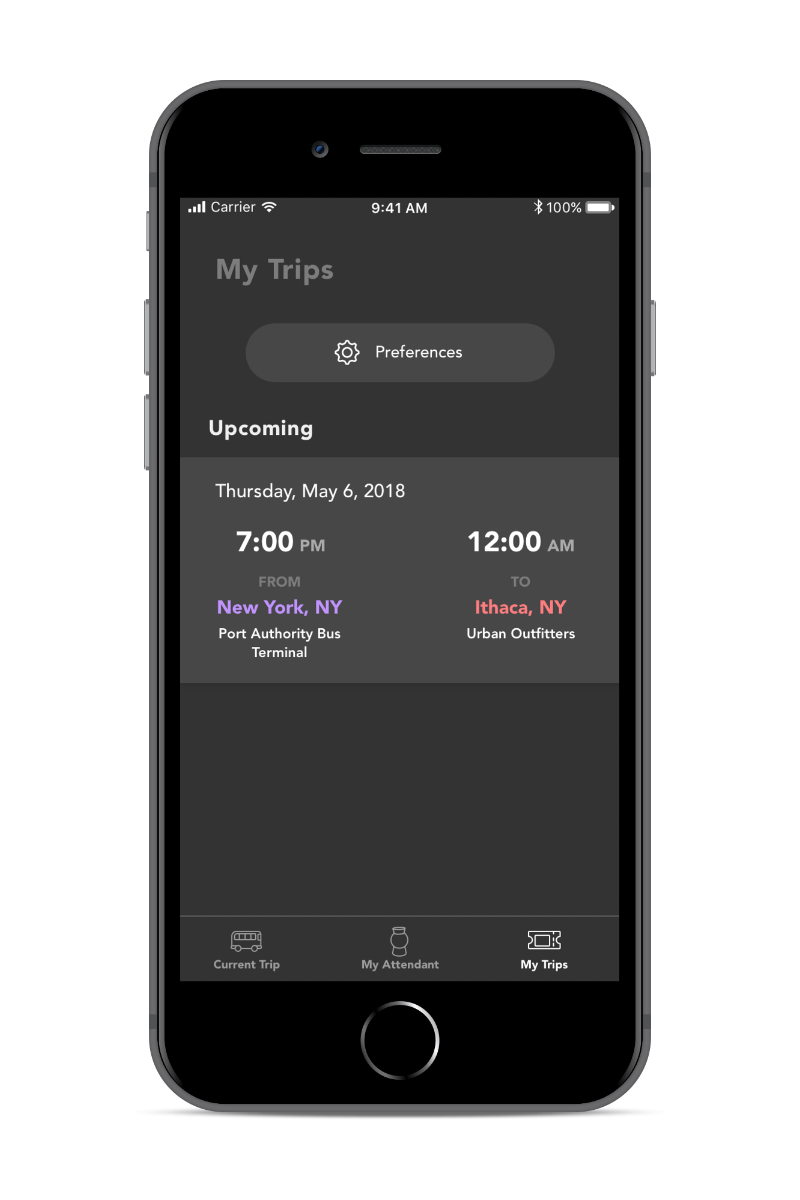 Carrier 9:41 AM 100%
My Trips
Preferences
Upcoming
Thursday, May 6, 2018
7:00 PM 12:00 AM
FROM TO
New York, NY Ithaca, NY
Port Authority Bus Urban Outfitters
Terminal
Current Trip My Attendant My Trips